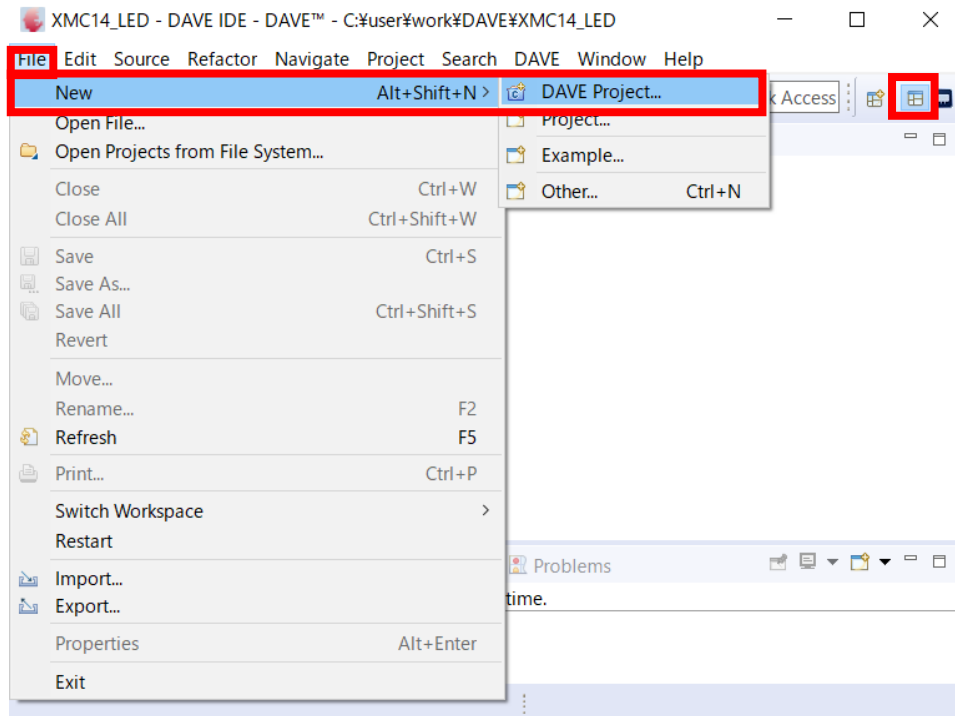 XMC14_LED - DAVE IDE - DAVE™ - C:¥user¥work¥DAVE¥XMC14_LED
File Edit Source Refactor Navigate Project Search DAVE Window Help
New Alt+Shift+N >
DAVE Project...
Access
Open File...
Project...
Open Projects from File System...
Example...
Close Ctrl+W
Other... Ctrl+N
Close All Ctrl+Shift+W
Save Ctrl+S
Save As...
Save All Ctrl+Shift+S
Revert
Move...
Rename... F2
Refresh F5
Print... Ctrl+P
Switch Workspace >
Restart
Problems
Import...
Export...
time.
Properties Alt+Enter
Exit